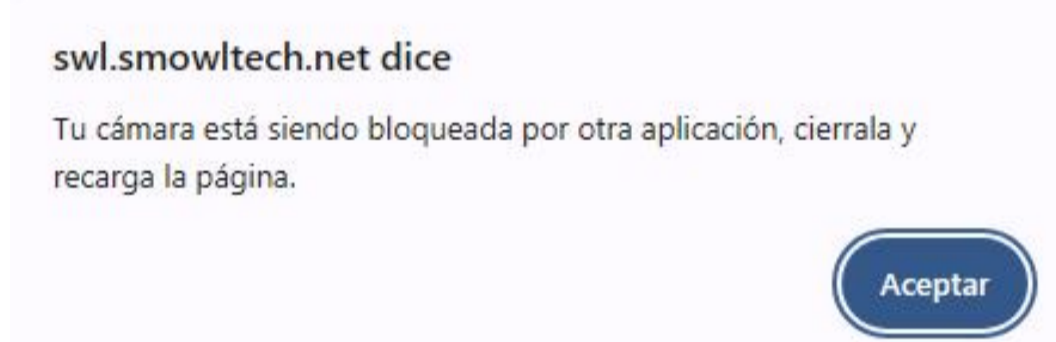 swl.smowltech.net dice
Tu cámara está siendo bloqueada por otra aplicación, cierrala y
recarga la página.
Aceptar